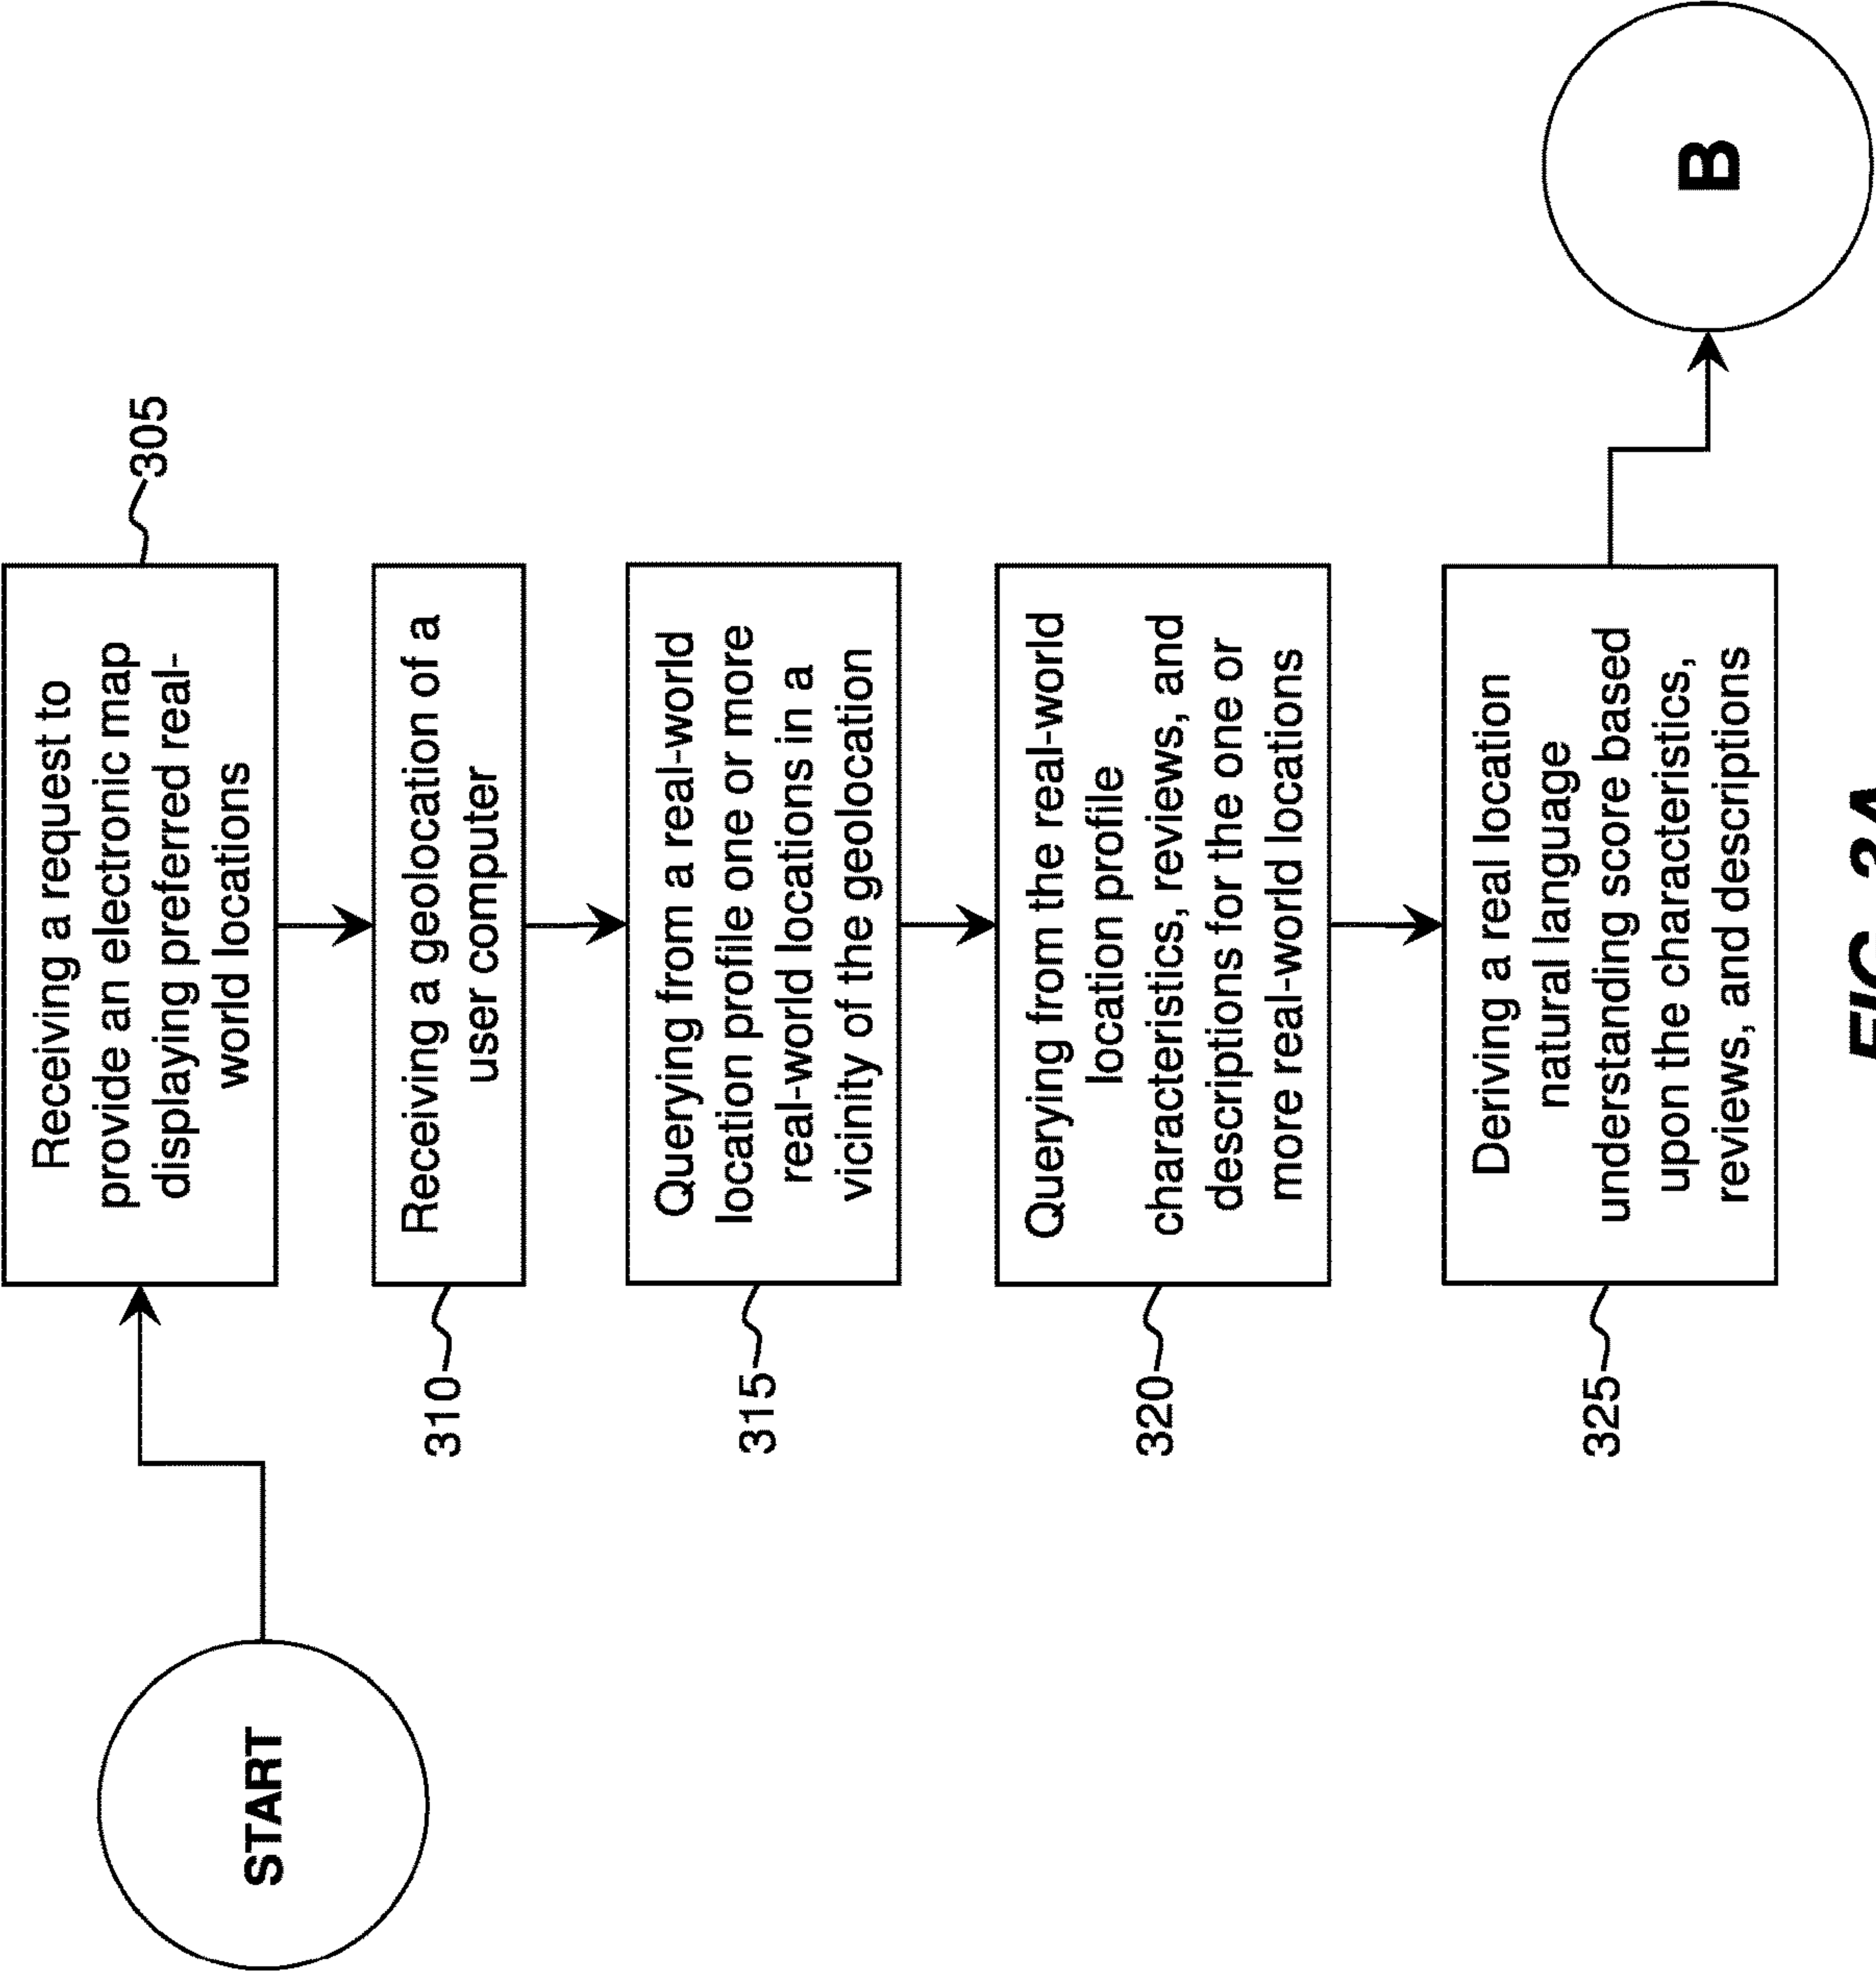 START
Receiving a request to
provide an electronic map
displaying preferred real-
world locations
305
Receiving a geolocation of a
user computer
310
Querying from a real-world
location profile one or more
real-world locations in a
vicinity of the geolocation
315
Querying from the real-world
location profile
characteristics, reviews, and
descriptions for the one or
more real-world locations
320
Deriving a real location
natural language
understanding score based
upon the characteristics,
reviews, and descriptions
325
B
FIG. 3A